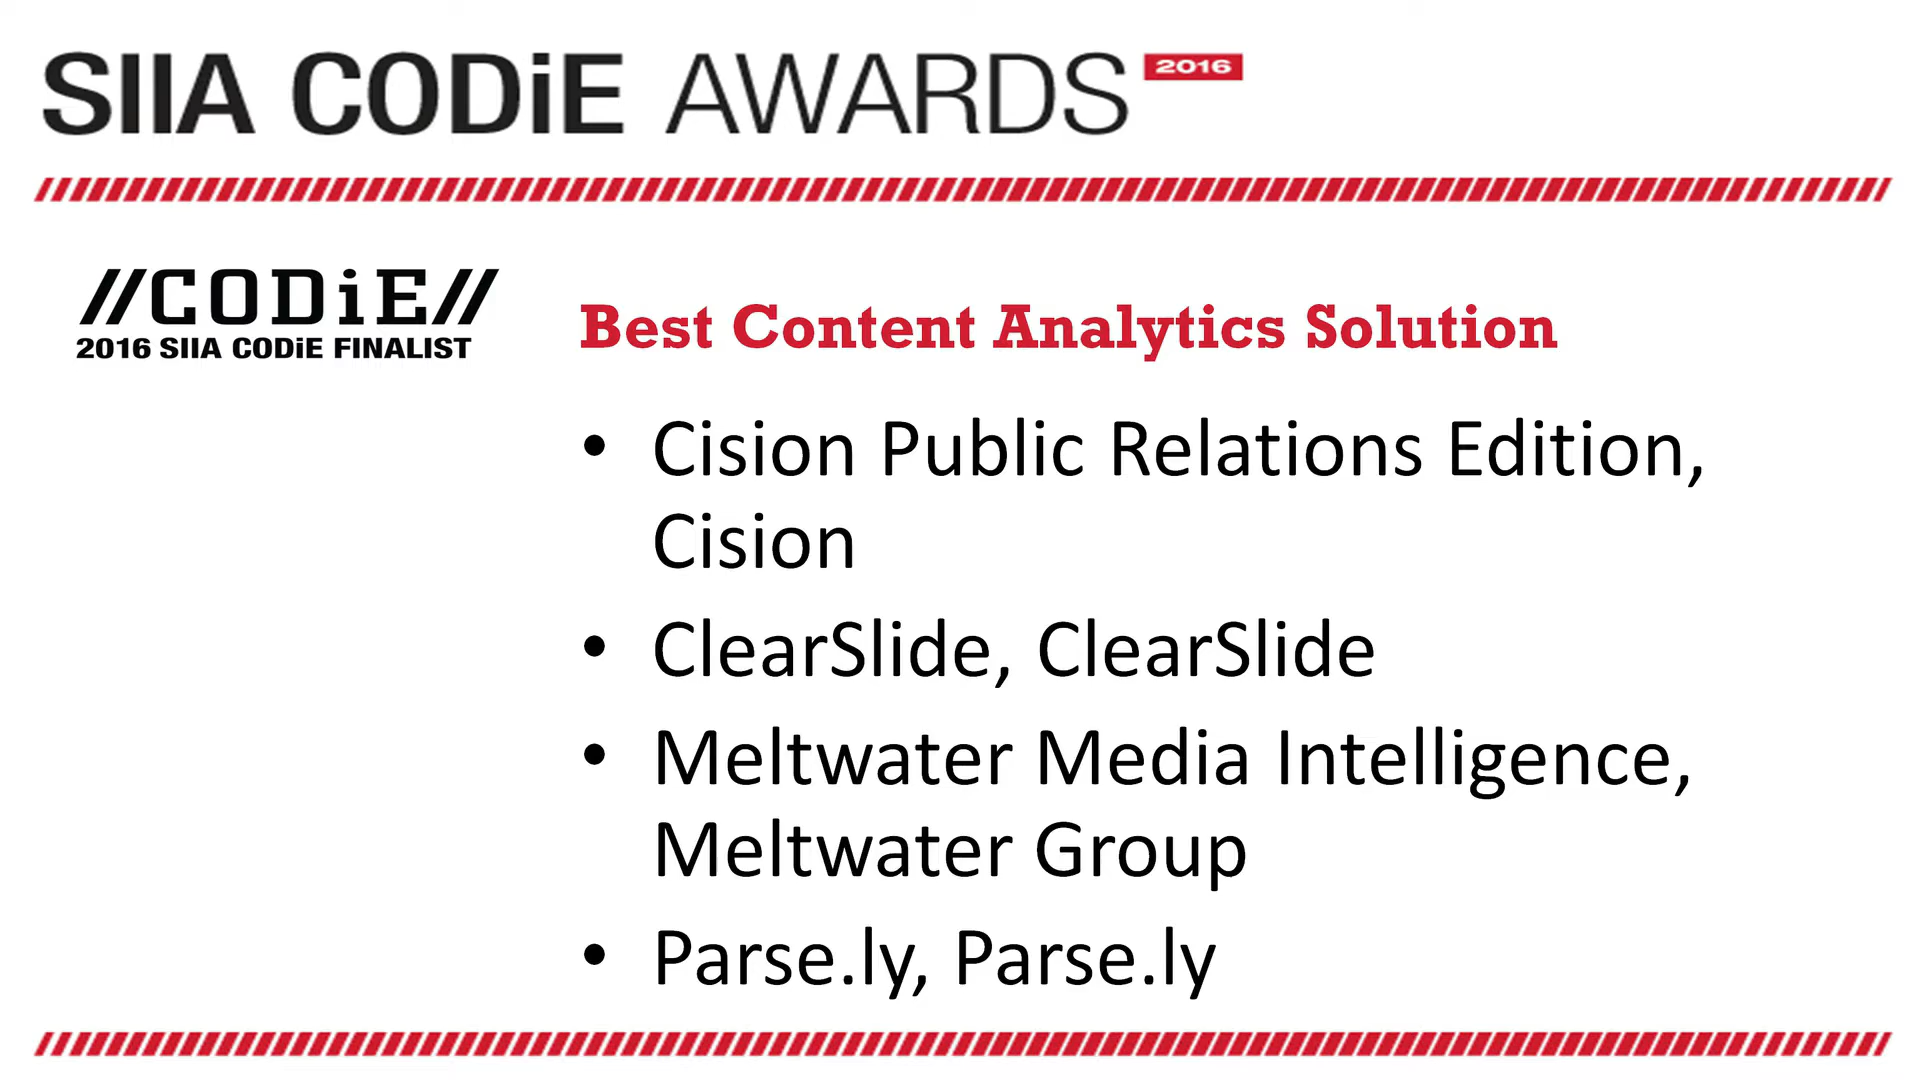 SIIA CODiE AWARDS 2016
//CODiE//
2016 SIIA CODiE FINALIST
Best Content Analytics Solution
• Cision Public Relations Edition,
Cision
• ClearSlide, ClearSlide
• Meltwater Media Intelligence,
Meltwater Group
• Parse.ly, Parse.ly